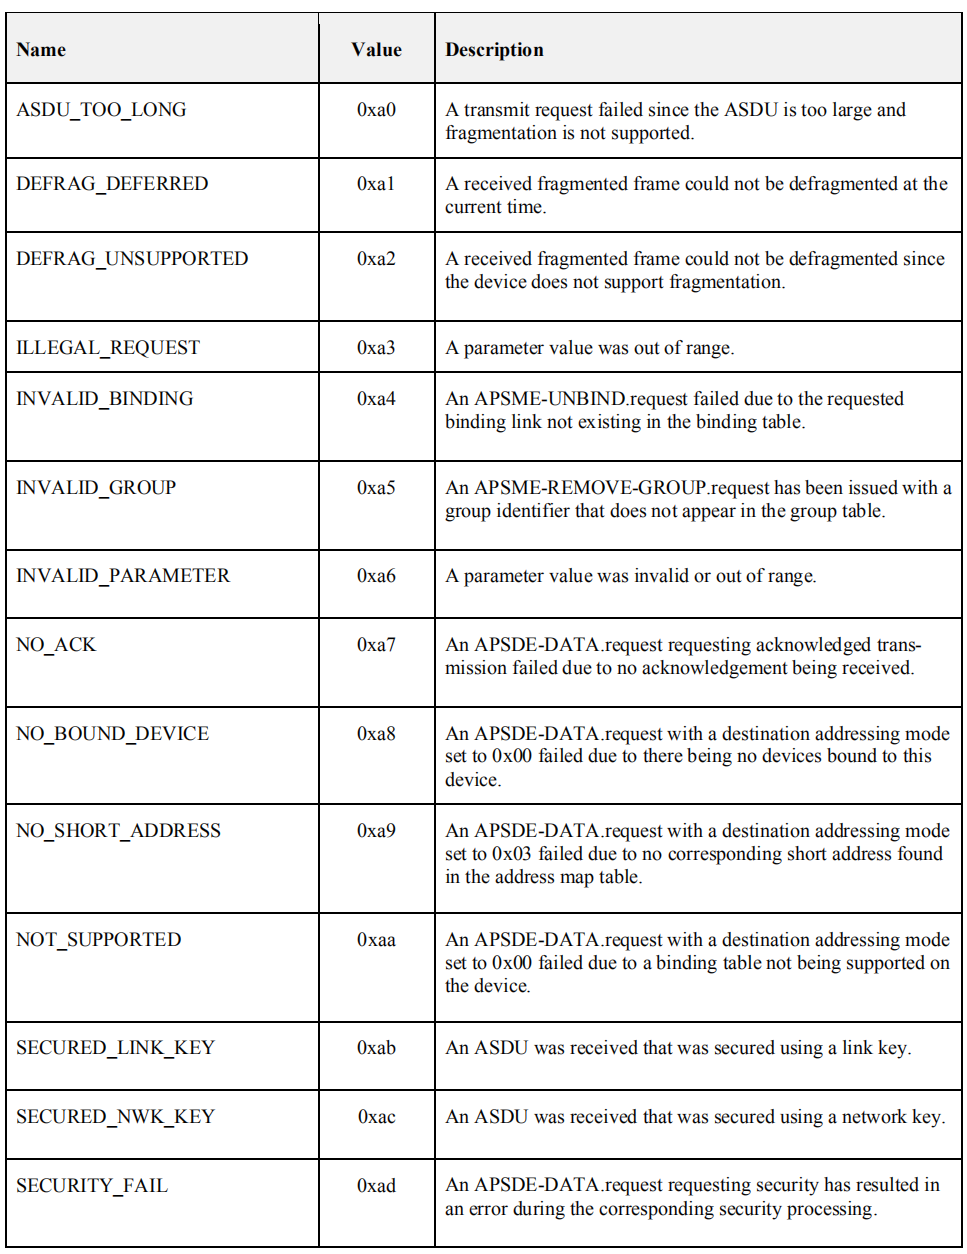 Name Value Description
ASDU_TOO_LONG 0xa0 A transmit request failed since the ASDU is too large and
fragmentation is not supported.
DEFRAG_DEFERRED 0xa1 A received fragmented frame could not be defragmented at the
current time.
DEFRAG_UNSUPPORTED 0xa2 A received fragmented frame could not be defragmented since
the device does not support fragmentation.
ILLEGAL_REQUEST 0xa3 A parameter value was out of range.
INVALID_BINDING 0xa4 An APSME-UNBIND.request failed due to the requested
binding link not existing in the binding table.
INVALID_GROUP 0xa5 An APSME-REMOVE-GROUP.request has been issued with a
group identifier that does not appear in the group table.
INVALID_PARAMETER 0xa6 A parameter value was invalid or out of range.
NO_ACK 0xa7 An APSDE-DATA.request requesting acknowledged trans-
mission failed due to no acknowledgement being received.
NO_BOUND_DEVICE 0xa8 An APSDE-DATA.request with a destination addressing mode
set to 0x00 failed due to there being no devices bound to this
device.
NO_SHORT_ADDRESS 0xa9 An APSDE-DATA.request with a destination addressing mode
set to 0x03 failed due to no corresponding short address found
in the address map table.
NOT_SUPPORTED 0xaa An APSDE-DATA.request with a destination addressing mode
set to 0x00 failed due to a binding table not being supported on
the device.
SECURED_LINK_KEY 0xab An ASDU was received that was secured using a link key.
SECURED_NWK_KEY 0xac An ASDU was received that was secured using a network key.
SECURITY_FAIL 0xad An APSDE-DATA.request requesting security has resulted in
an error during the corresponding security processing.